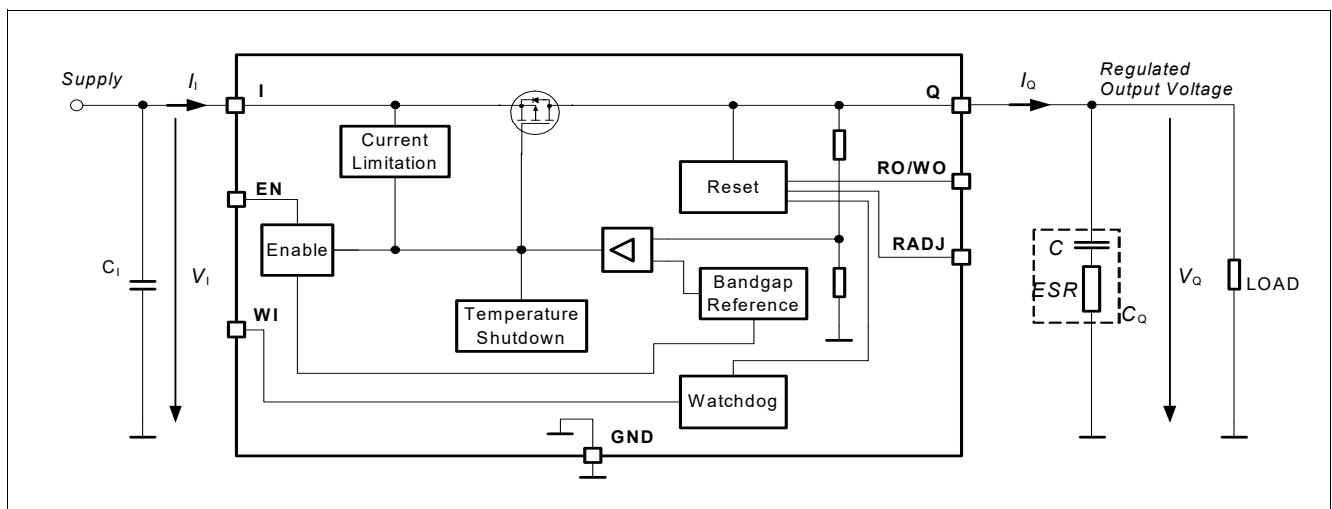 Supply
I_I
I
Q
I_Q
Regulated
Output Voltage
Current
Limitation
RO/WO
Reset
EN
RADJ
Enable
C_I
V_I
Bandgap
Reference
C
ESR
C_Q
V_Q
LOAD
WI
Temperature
Shutdown
Watchdog
GND